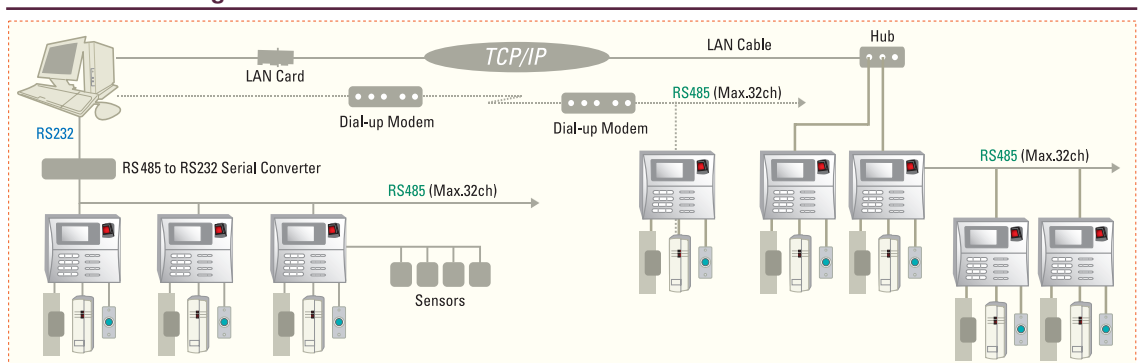 g
TCP/IP
LAN Cable
Hub
LAN Card
RS485 (Max.32ch)
Dial-up Modem
Dial-up Modem
RS232
RS485 to RS232 Serial Converter
RS485 (Max.32ch)
RS485 (Max.32ch)
Sensors